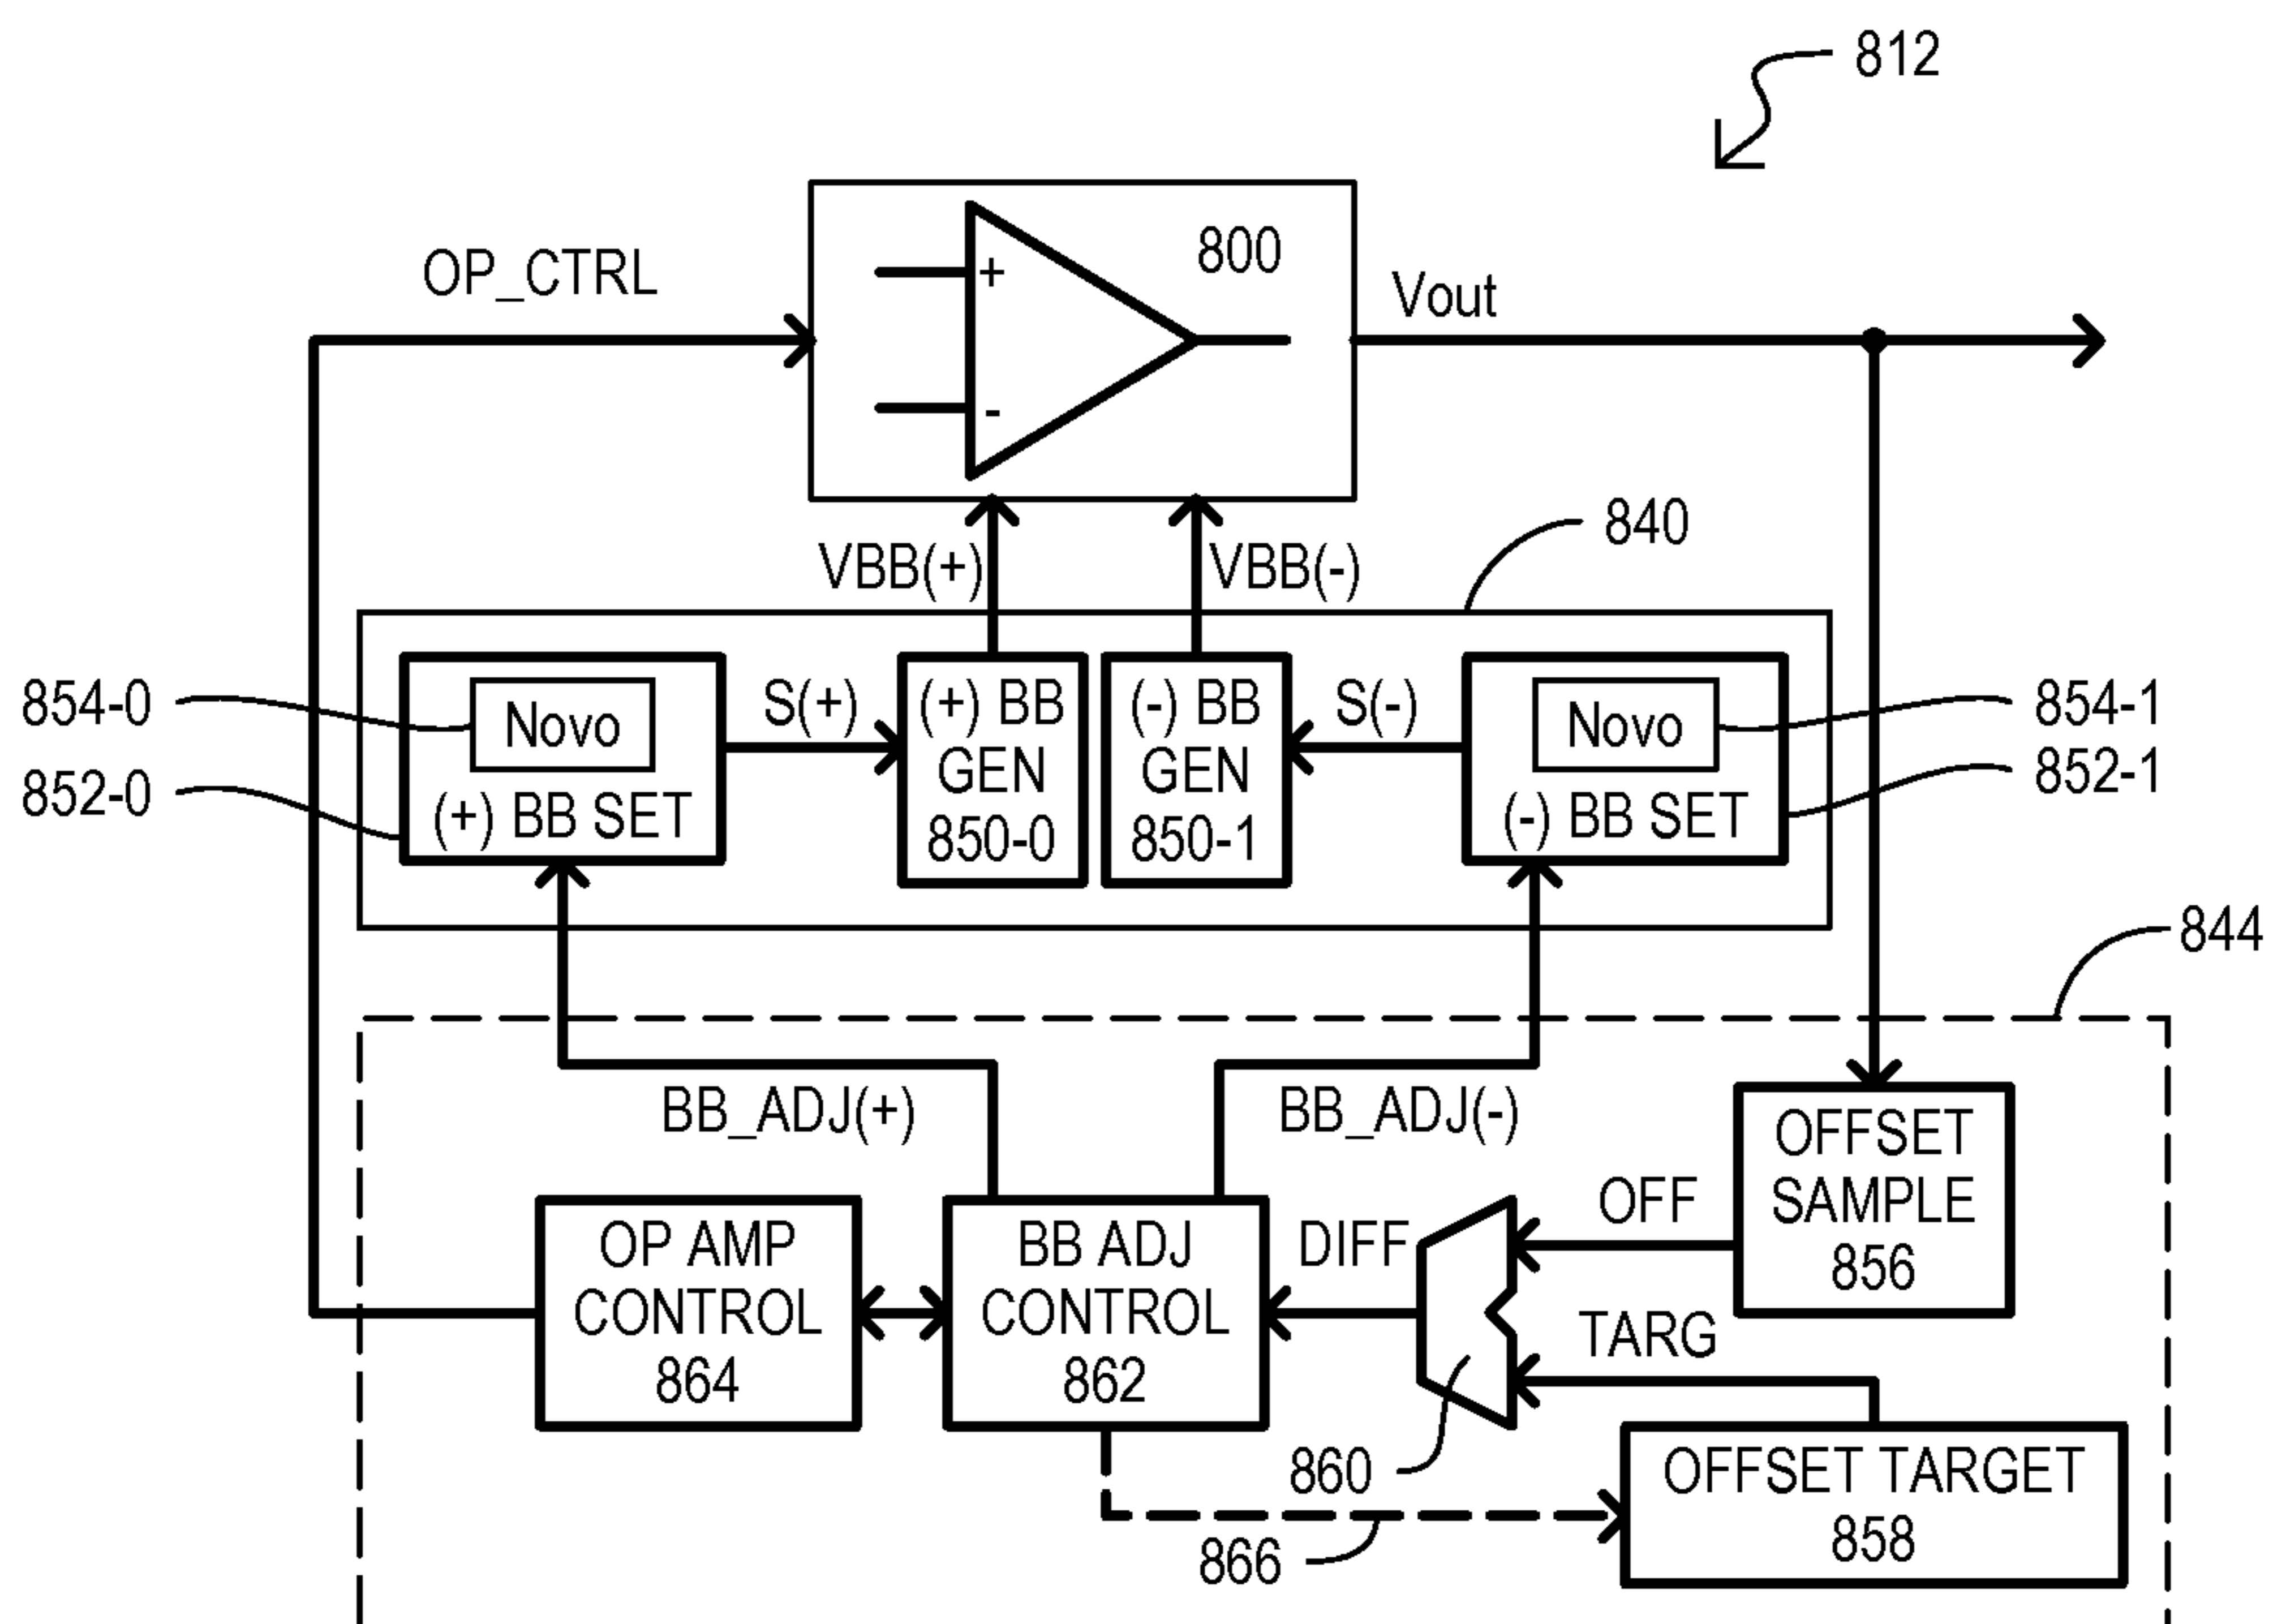 812
800
OP_CTRL
+
-
Vout
840
VBB(+)
VBB(-)
854-0
Novo
852-0
(+) BB SET
S(+)
(+) BB
GEN
850-0
(-) BB
GEN
850-1
S(-)
Novo
(-) BB SET
854-1
852-1
844
BB_ADJ(+)
BB_ADJ(-)
OFFSET
SAMPLE
856
OP AMP
CONTROL
864
BB ADJ
CONTROL
862
DIFF
OFF
TARG
860
866
OFFSET TARGET
858